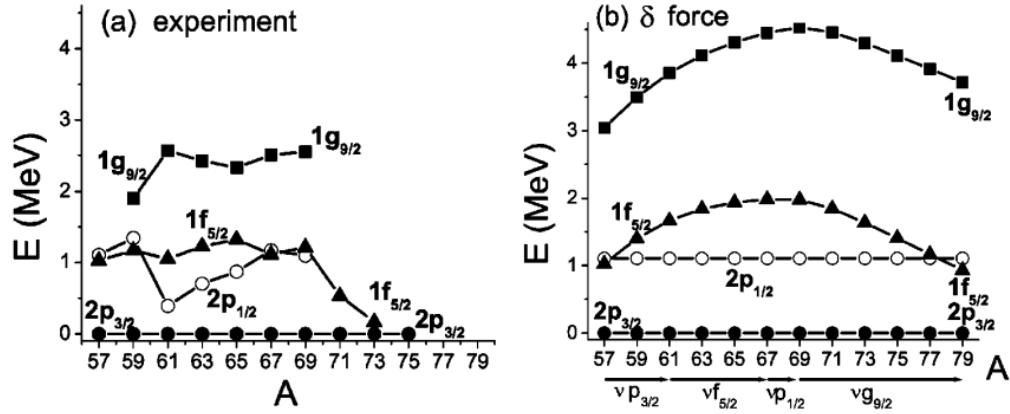 (a) experiment
E (MeV)
4
3
2
1
0
1g9/2
1g9/2
1f5/2
2p1/2
1f5/2
2p3/2
2p3/2
57 59 61 63 65 67 69 71 73 75 77 79
A
(b) δ force
E (MeV)
4
3
2
1
0
1g9/2
1g9/2
1f5/2
2p1/2
1f5/2
2p3/2
2p3/2
57 59 61 63 65 67 69 71 73 75 77 79
A
νp3/2 νf5/2 νp1/2 νg9/2